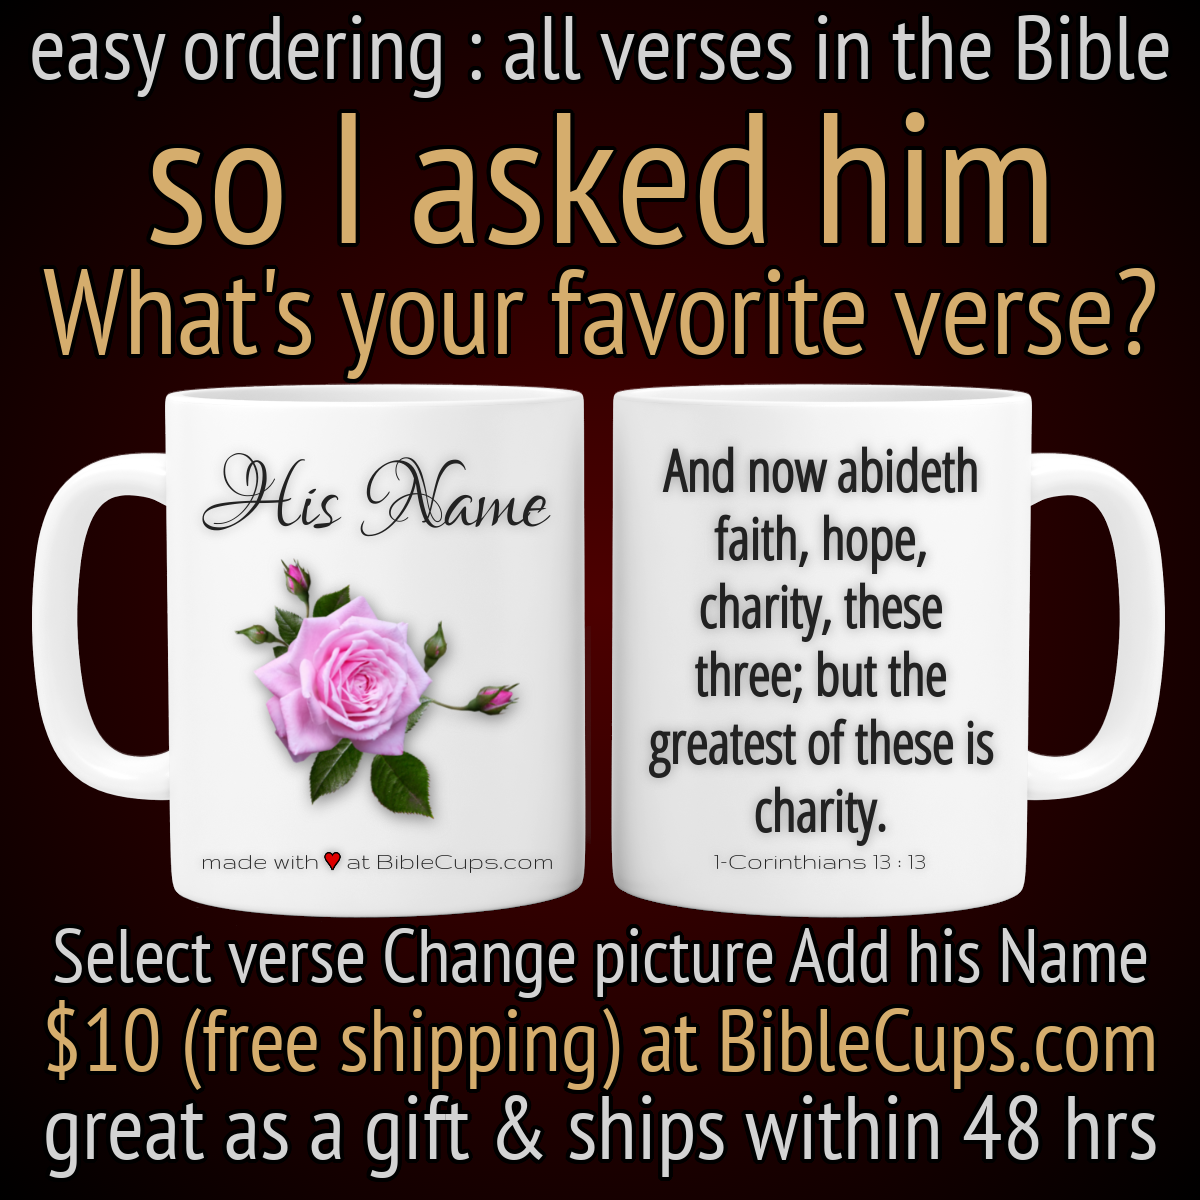 easy ordering : all verses in the Bible
so I asked him
What's your favorite verse?
His Name
made with at BibleCups.com
And now abideth
faith, hope,
charity, these
three; but the
greatest of these is
charity.
1-Corinthians 13 : 13
Select verse Change picture Add his Name
$10 (free shipping) at BibleCups.com
great as a gift & ships within 48 hrs